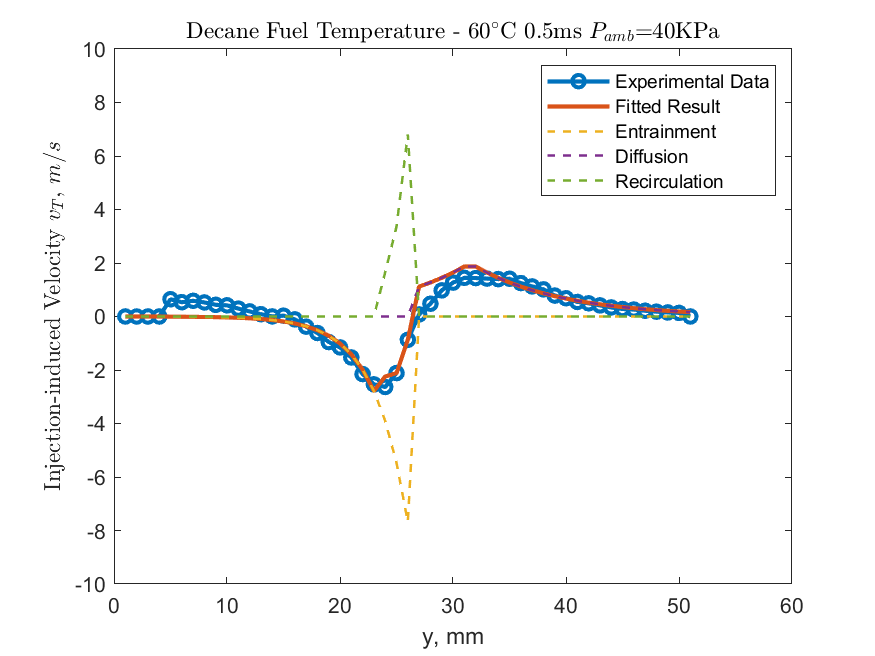 Decane Fuel Temperature - 60°C 0.5ms P_amb=40KPa
10
8
6
4
2
0
-2
-4
-6
-8
-10
Injection-induced Velocity v_T, m/s
Experimental Data
Fitted Result
Entrainment
Diffusion
Recirculation
0 10 20 30 40 50 60
y, mm